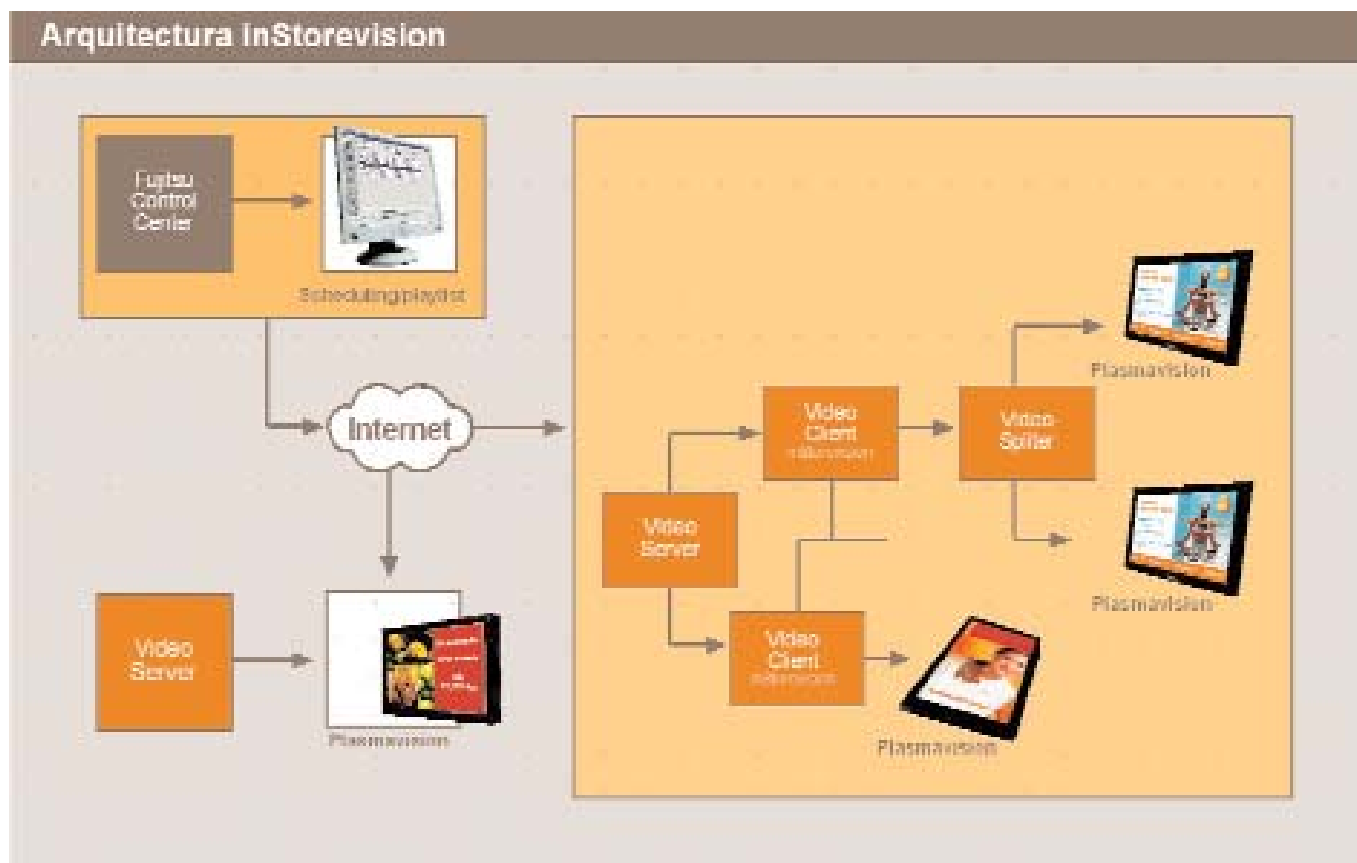 Arquitectura inStorevision
Fujitsu
Control
Center
Scheduling/playlist
Internet
Video
Server
Plasmavision
Video
Server
Video
Client
Video
Client
Video
Spliter
Plasmavision
Plasmavision
Plasmavision